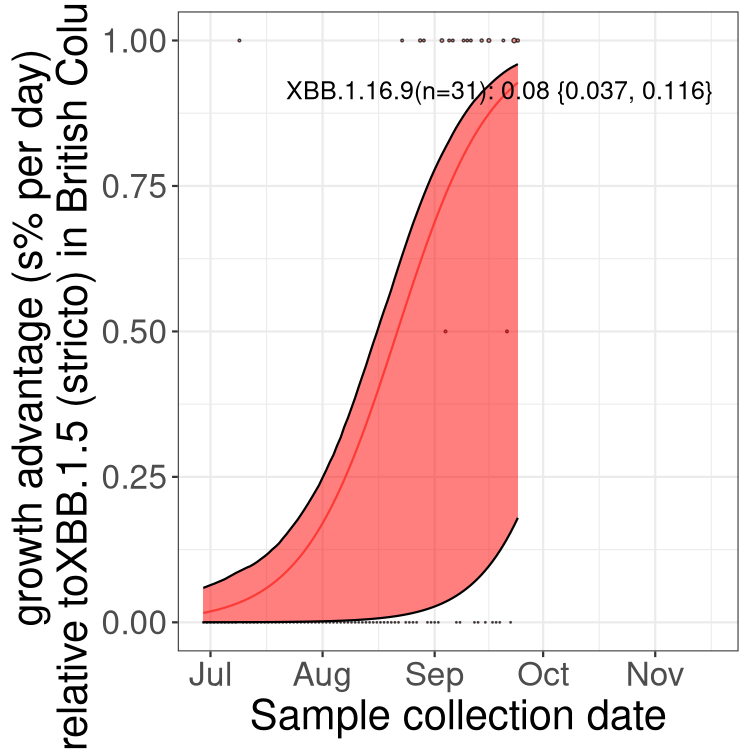 growth advantage (s% per day)
relative toXBB.1.5 (stricto) in British Colu
1.00
0.75
0.50
0.25
0.00
XBB.1.16.9(n=31): 0.08 {0.037, 0.116}
Jul Aug Sep Oct Nov
Sample collection date